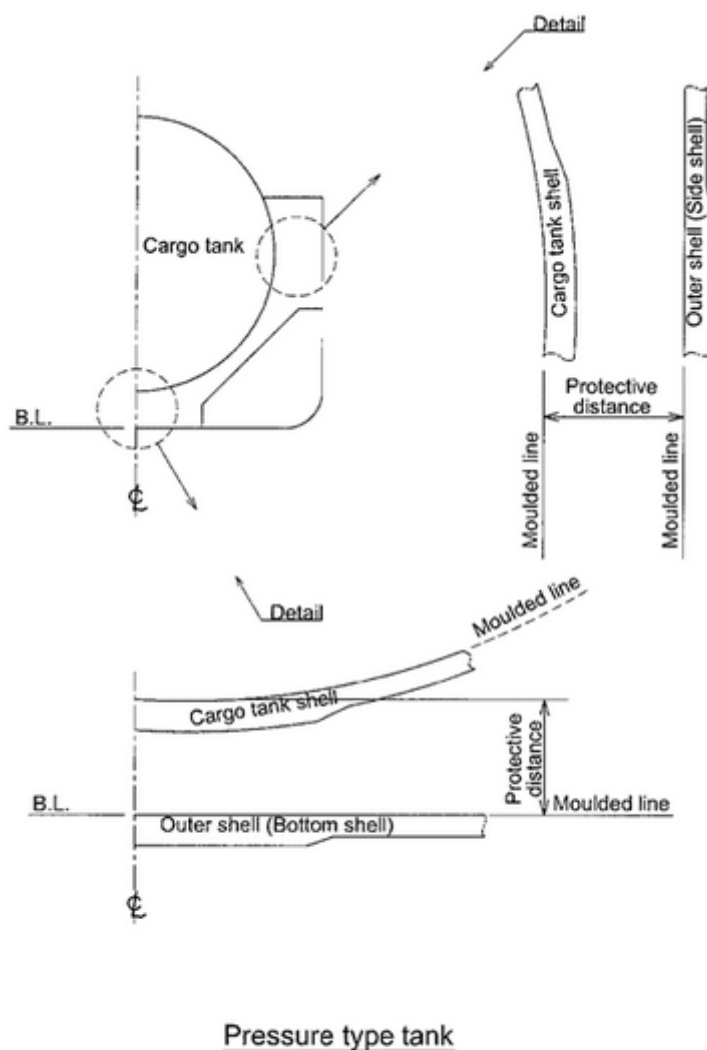 Detail
Cargo tank
Cargo tank shell
Outer shell (Side shell)
B.L.
℄
Protective
distance
Moulded line
Moulded line
Detail
Moulded line
Cargo tank shell
Protective
distance
B.L.
Moulded line
Outer shell (Bottom shell)
℄
Pressure type tank